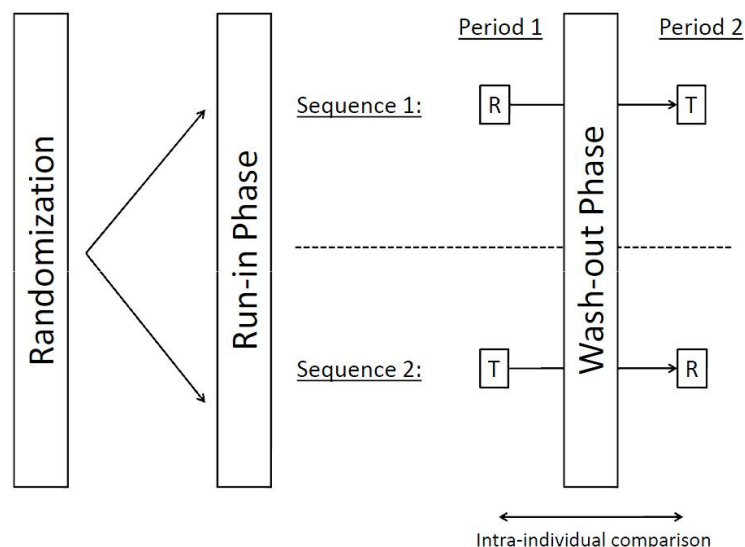 Period 1
Period 2
Randomization
Run-in Phase
Wash-out Phase
Sequence 1:
R
T
Sequence 2:
T
R
Intra-individual comparison